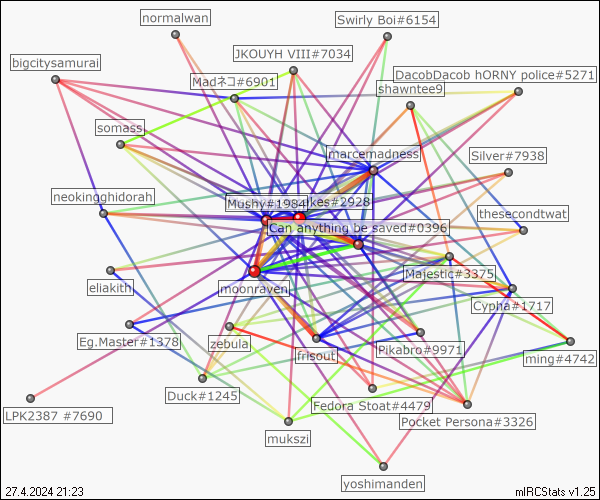 normalwan
Swirly Boi#6154
JKOUYH VIII#7034
bigcitysamurai
Madネコ#6901
DacobDacob hORNY police#5271
shawntee9
somass
marcemadness
Silver#7938
neokingghidorah
Mushy#1984
kes#2928
thesecondtwat
Can anything be saved#0396
Majestic#3375
eliakith
moonraven
Cypha#1717
Eg.Master#1378
zebula
frisout
Pikabro#9971
ming#4742
Duck#1245
Fedora Stoat#4479
LPK2387 #7690
Pocket Persona#3326
mukszi
yoshimanden
27.4.2024 21:23
mIRCStats v1.25